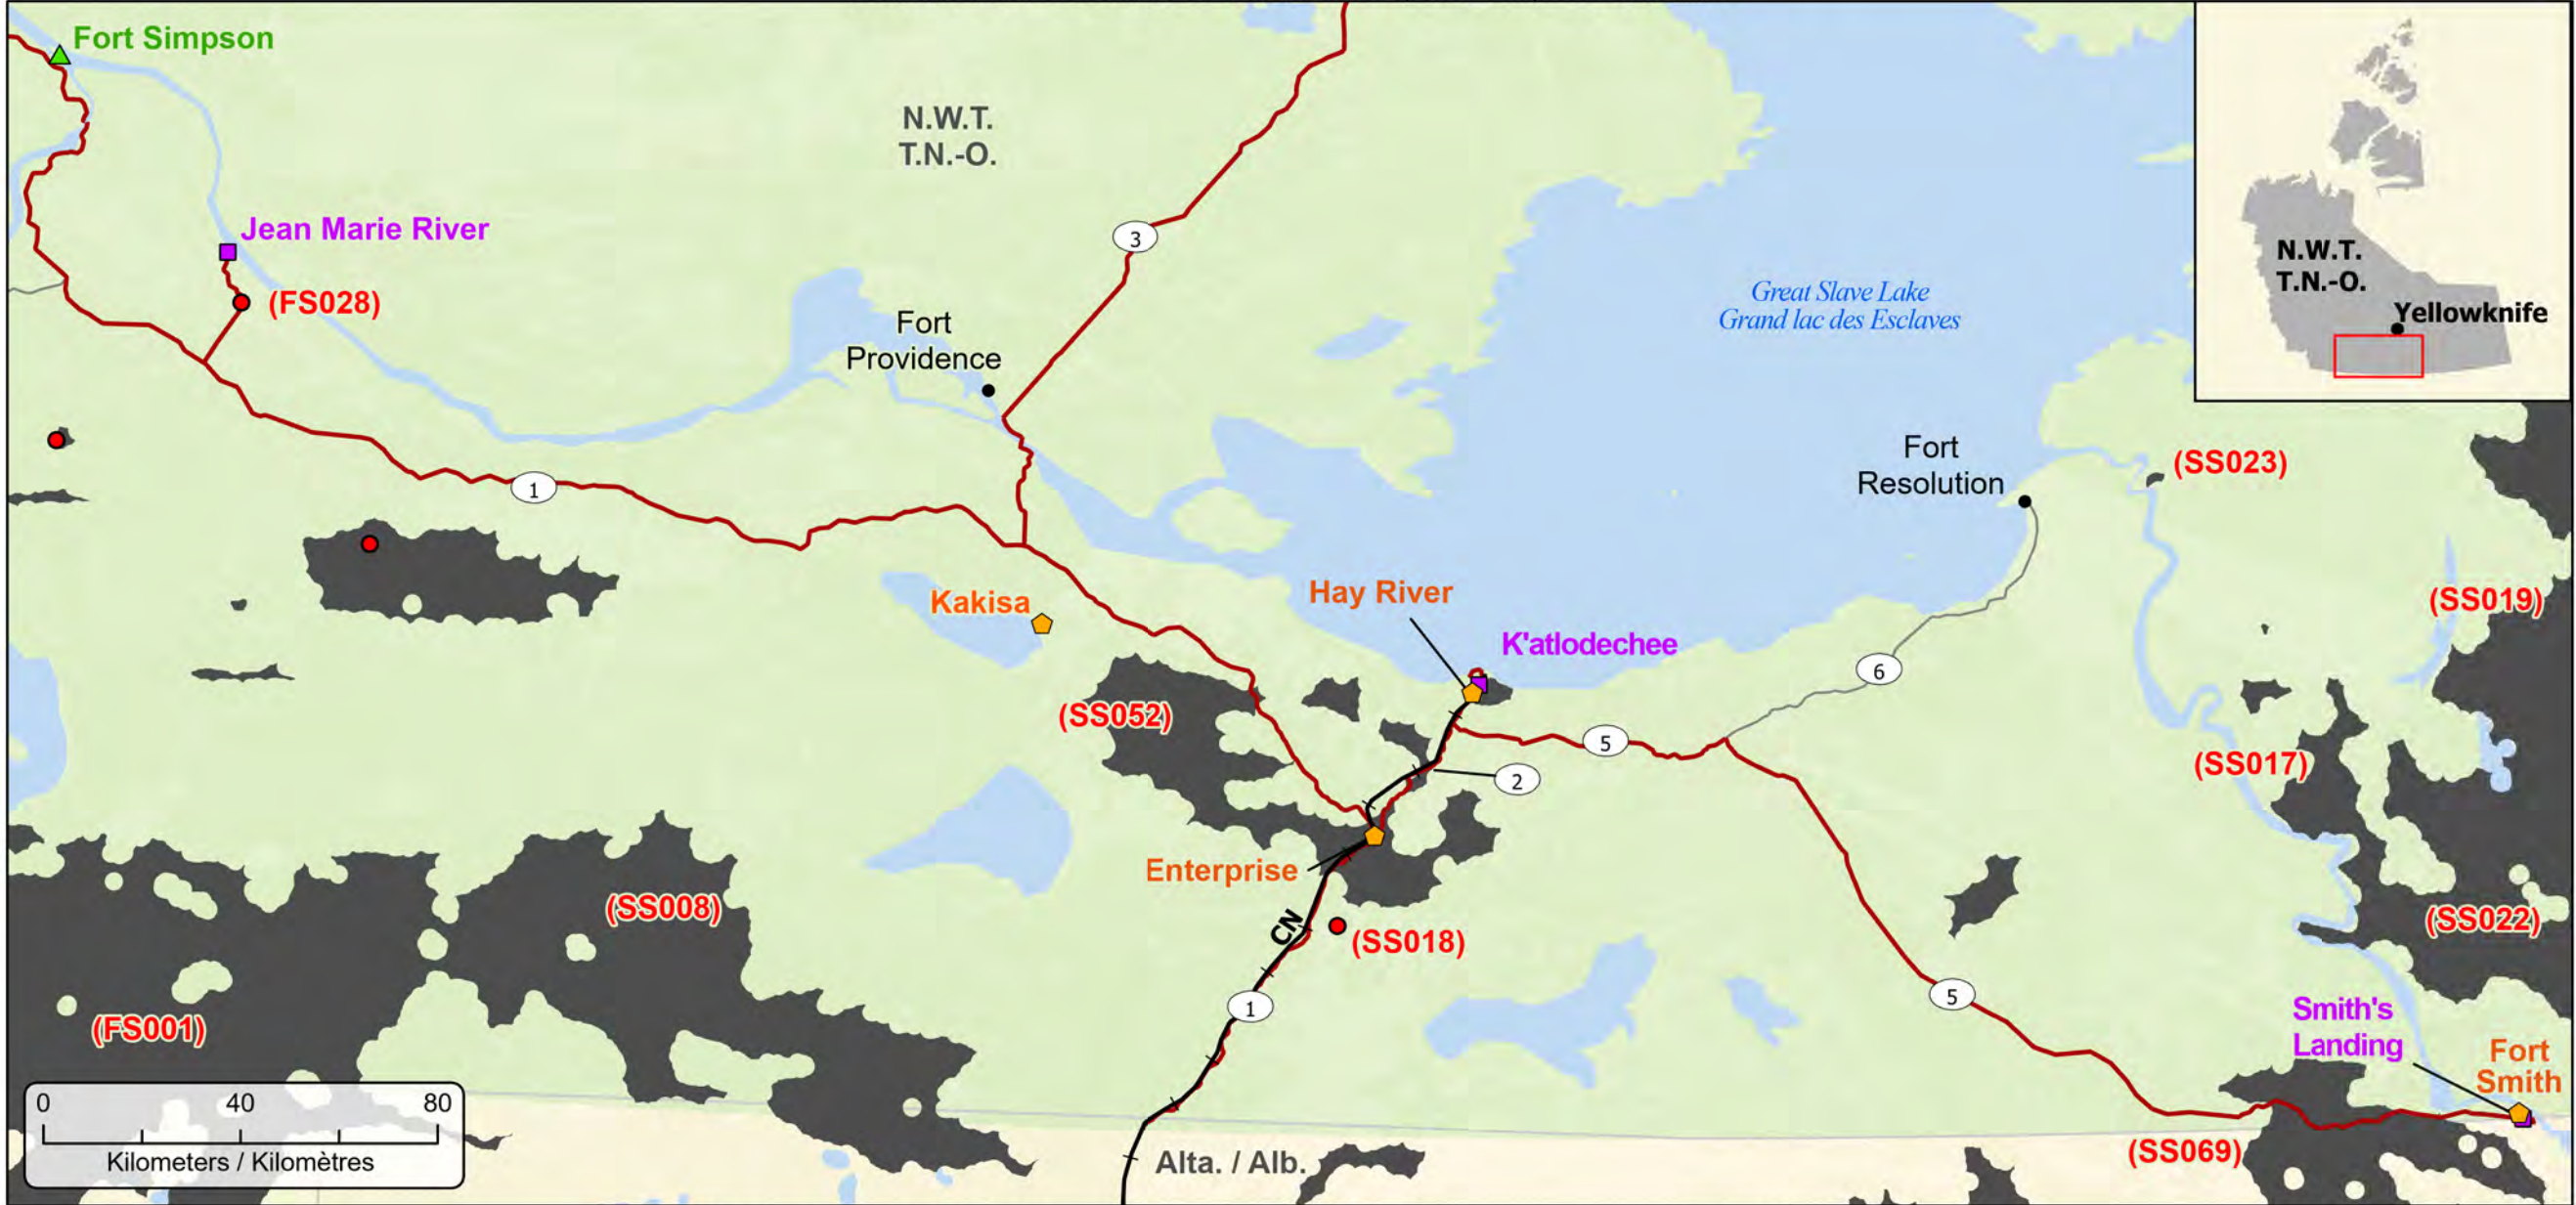 Fort Simpson
N.W.T.
T.N.-O.
3
Jean Marie River
(FS028)
Fort
Providence
Great Slave Lake
Grand lac des Esclaves
N.W.T.
T.N.-O.
Yellowknife
Fort
Resolution
(SS023)
1
Kakisa
Hay River
K'atlodechee
(SS019)
6
(SS052)
5
2
(SS017)
Enterprise
(SS008)
CN
(SS018)
(SS022)
1
5
(FS001)
Smith's
Landing
Fort
Smith
0 40 80
Kilometers / Kilomètres
Alta. / Alb.
(SS069)